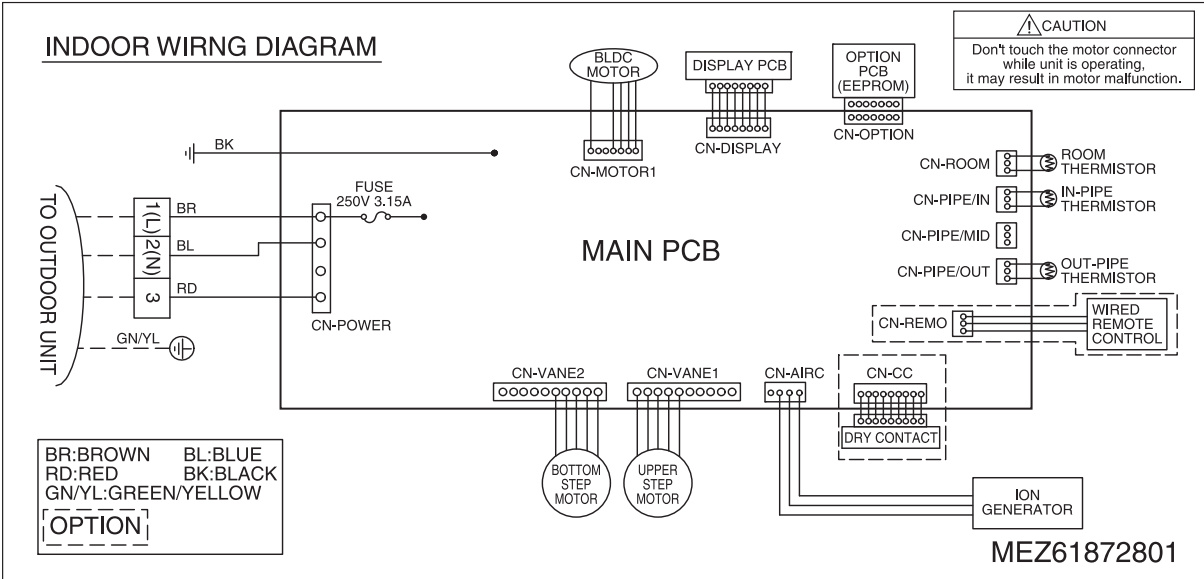 INDOOR WIRNG DIAGRAM
CAUTION
Don't touch the motor connector
while unit is operating,
it may result in motor malfunction.
BLDC
MOTOR
DISPLAY PCB
OPTION
PCB
(EEPROM)
CN-MOTOR1
CN-DISPLAY
CN-OPTION
BK
FUSE
250V 3.15A
TO OUTDOOR UNIT
1(L)
BR
2(N)
BL
3
RD
GN/YL
CN-POWER
MAIN PCB
CN-ROOM
ROOM
THERMISTOR
CN-PIPE/IN
IN-PIPE
THERMISTOR
CN-PIPE/MID
CN-PIPE/OUT
OUT-PIPE
THERMISTOR
CN-REMO
WIRED
REMOTE
CONTROL
CN-VANE2
CN-VANE1
CN-AIRC
CN-CC
DRY CONTACT
BOTTOM
STEP
MOTOR
UPPER
STEP
MOTOR
ION
GENERATOR
BR:BROWN BL:BLUE
RD:RED BK:BLACK
GN/YL:GREEN/YELLOW
OPTION
MEZ61872801